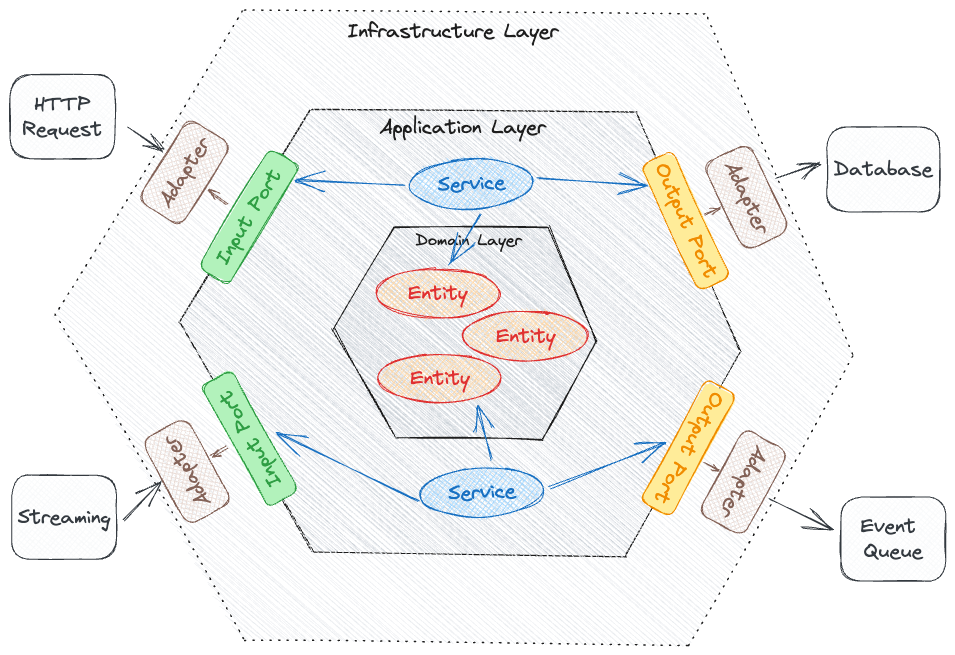 Infrastructure Layer
HTTP
Request
Adapter
Input Port
Application Layer
Service
Output Port
Adapter
Database
Domain Layer
Entity
Entity
Entity
Streaming
Adapter
Input Port
Service
Output Port
Adapter
Event
Queue